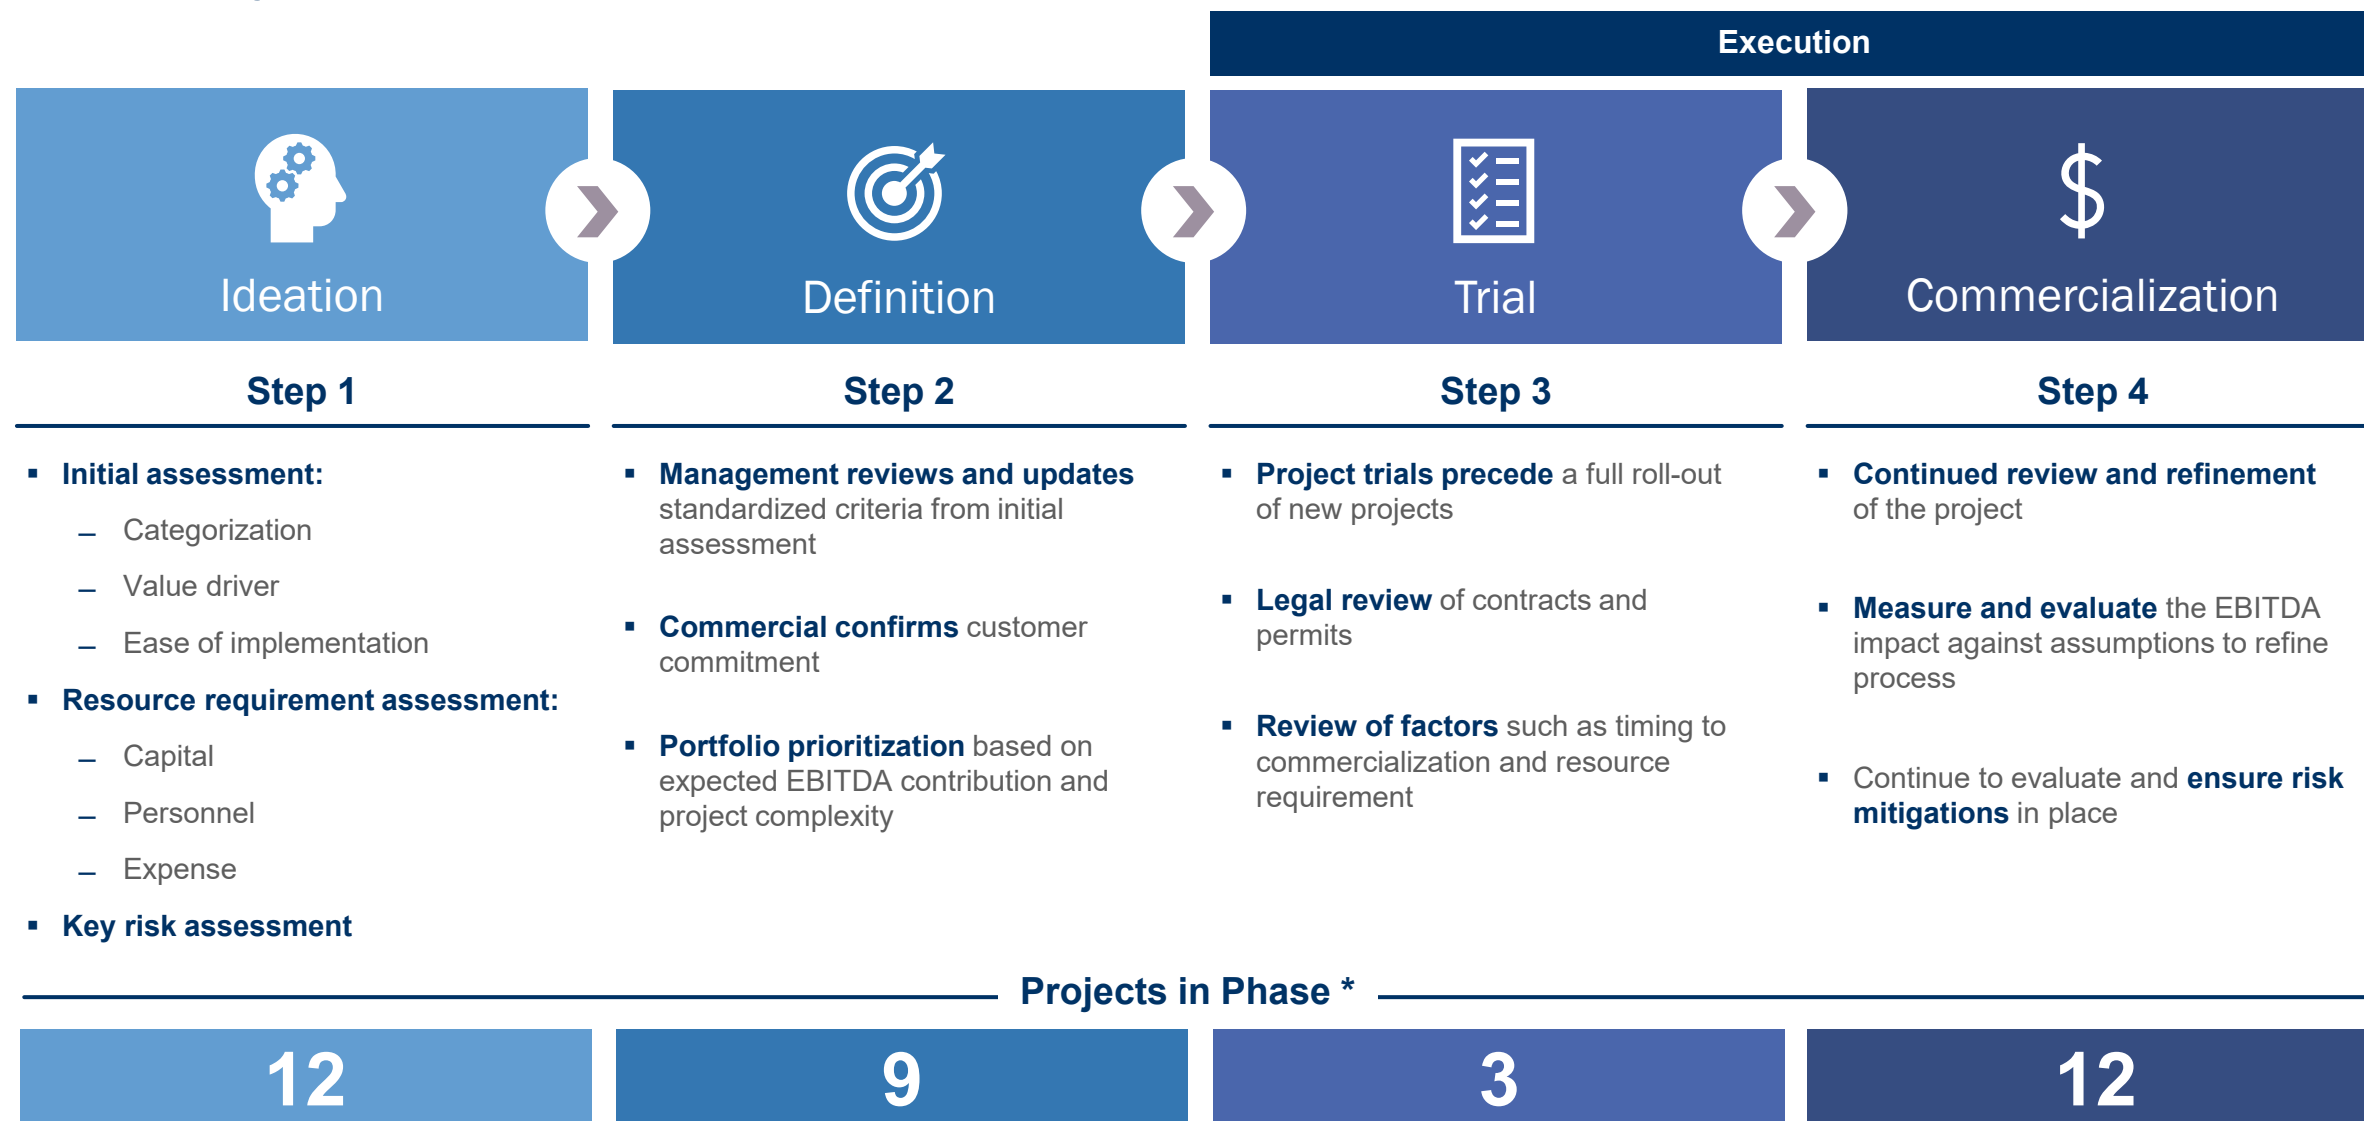 Execution
Ideation
Definition
Trial
Commercialization
Step 1
Step 2
Step 3
Step 4
▪ Initial assessment:
– Categorization
– Value driver
– Ease of implementation
▪ Resource requirement assessment:
– Capital
– Personnel
– Expense
▪ Key risk assessment
▪ Management reviews and updates
standardized criteria from initial
assessment
▪ Commercial confirms customer
commitment
▪ Portfolio prioritization based on
expected EBITDA contribution and
project complexity
▪ Project trials precede a full roll-out
of new projects
▪ Legal review of contracts and
permits
▪ Review of factors such as timing to
commercialization and resource
requirement
▪ Continued review and refinement
of the project
▪ Measure and evaluate the EBITDA
impact against assumptions to refine
process
▪ Continue to evaluate and ensure risk
mitigations in place
Projects in Phase *
12
9
3
12